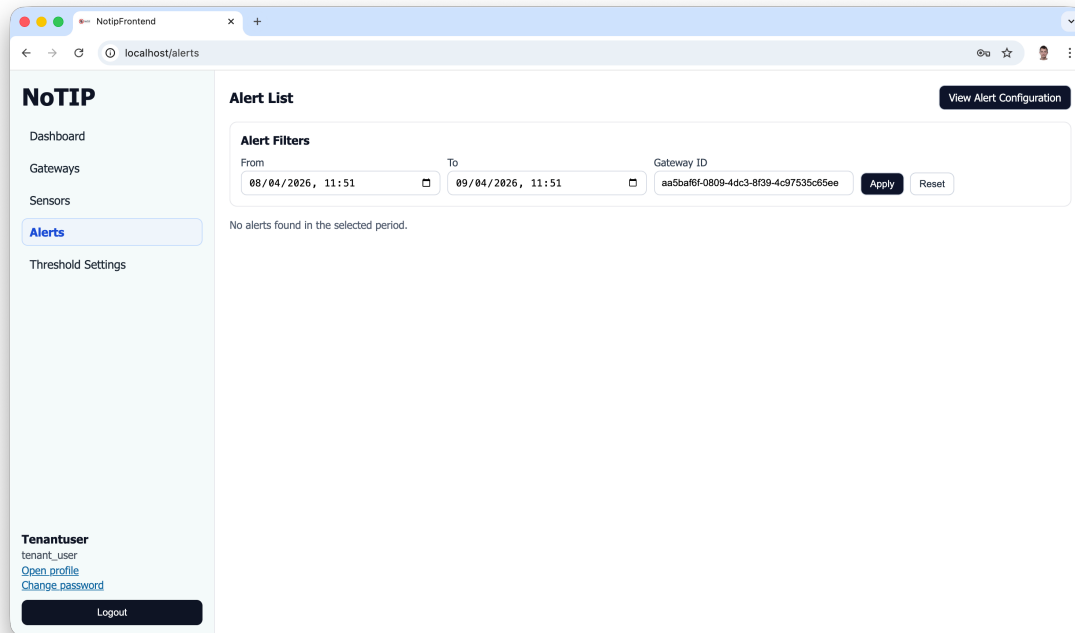 NotipFrontend
localhost/alerts
NoTIP
Dashboard
Gateways
Sensors
Alerts
Threshold Settings
Tenantuser
tenant_user
Open profile
Change password
Logout
Alert List
View Alert Configuration
Alert Filters
From
To
Gateway ID
08/04/2026, 11:51
09/04/2026, 11:51
aa5baf6f-0809-4dc3-8f39-4c97535c65ee
Apply
Reset
No alerts found in the selected period.